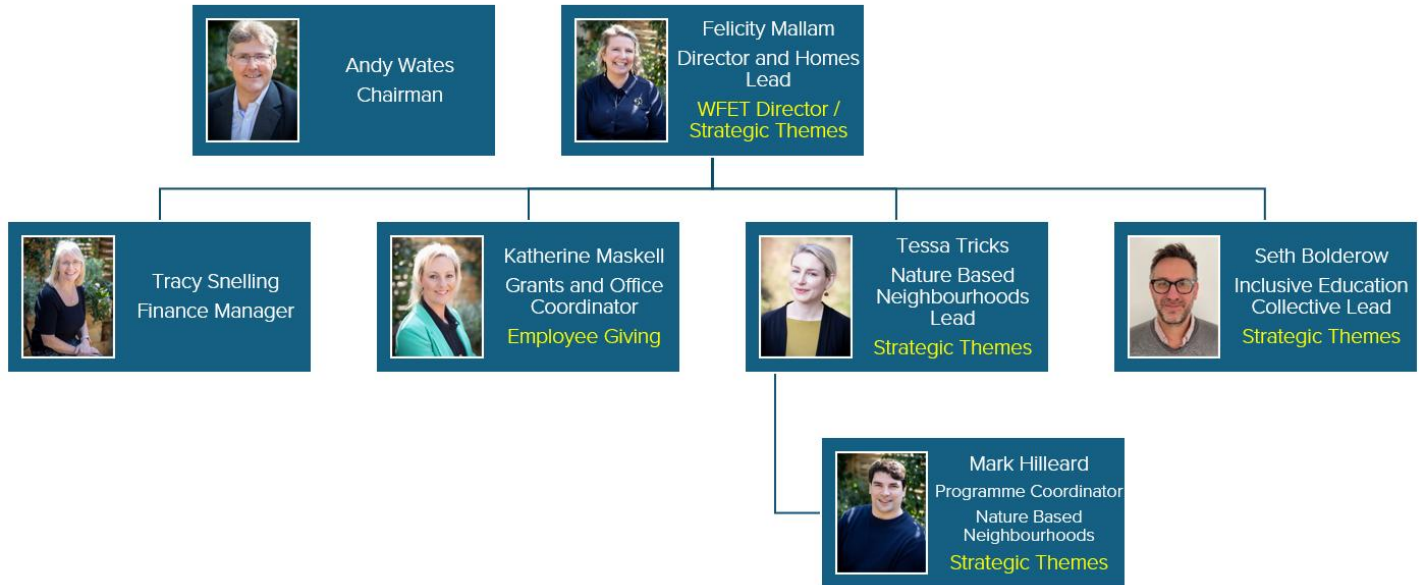 Andy Wates
Chairman
Felicity Mallam
Director and Homes
Lead
WFET Director /
Strategic Themes
Tracy Snelling
Finance Manager
Katherine Maskell
Grants and Office
Coordinator
Employee Giving
Tessa Tricks
Nature Based
Neighbourhoods
Lead
Strategic Themes
Seth Bolderow
Inclusive Education
Collective Lead
Strategic Themes
Mark Hilleard
Programme Coordinator
Nature Based
Neighbourhoods
Strategic Themes